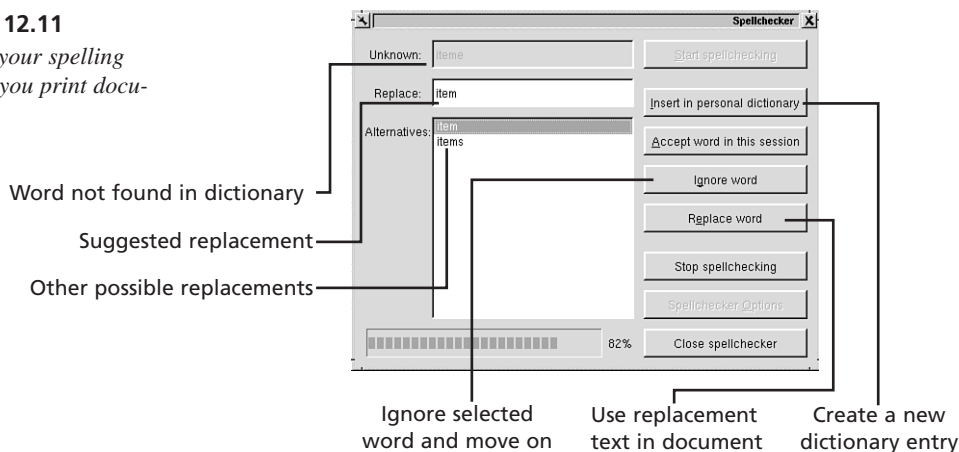 12.11
your spelling
you print docu-
Spellchecker X
Unknown: iteme
Start spellchecking
Replace: item
Insert in personal dictionary
Alternatives: item
items
Accept word in this session
Ignore word
Replace word
Stop spellchecking
Spellchecker Options
82%
Close spellchecker
Word not found in dictionary
Suggested replacement
Other possible replacements
Ignore selected
word and move on
Use replacement
text in document
Create a new
dictionary entry